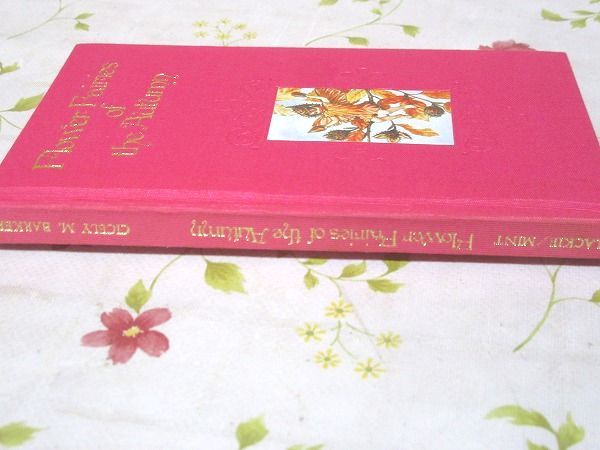 Flower Fairies
of
the Autumn
CICELY M. BARKER Flower Fairies of the Autumn BLACKIE/MINT